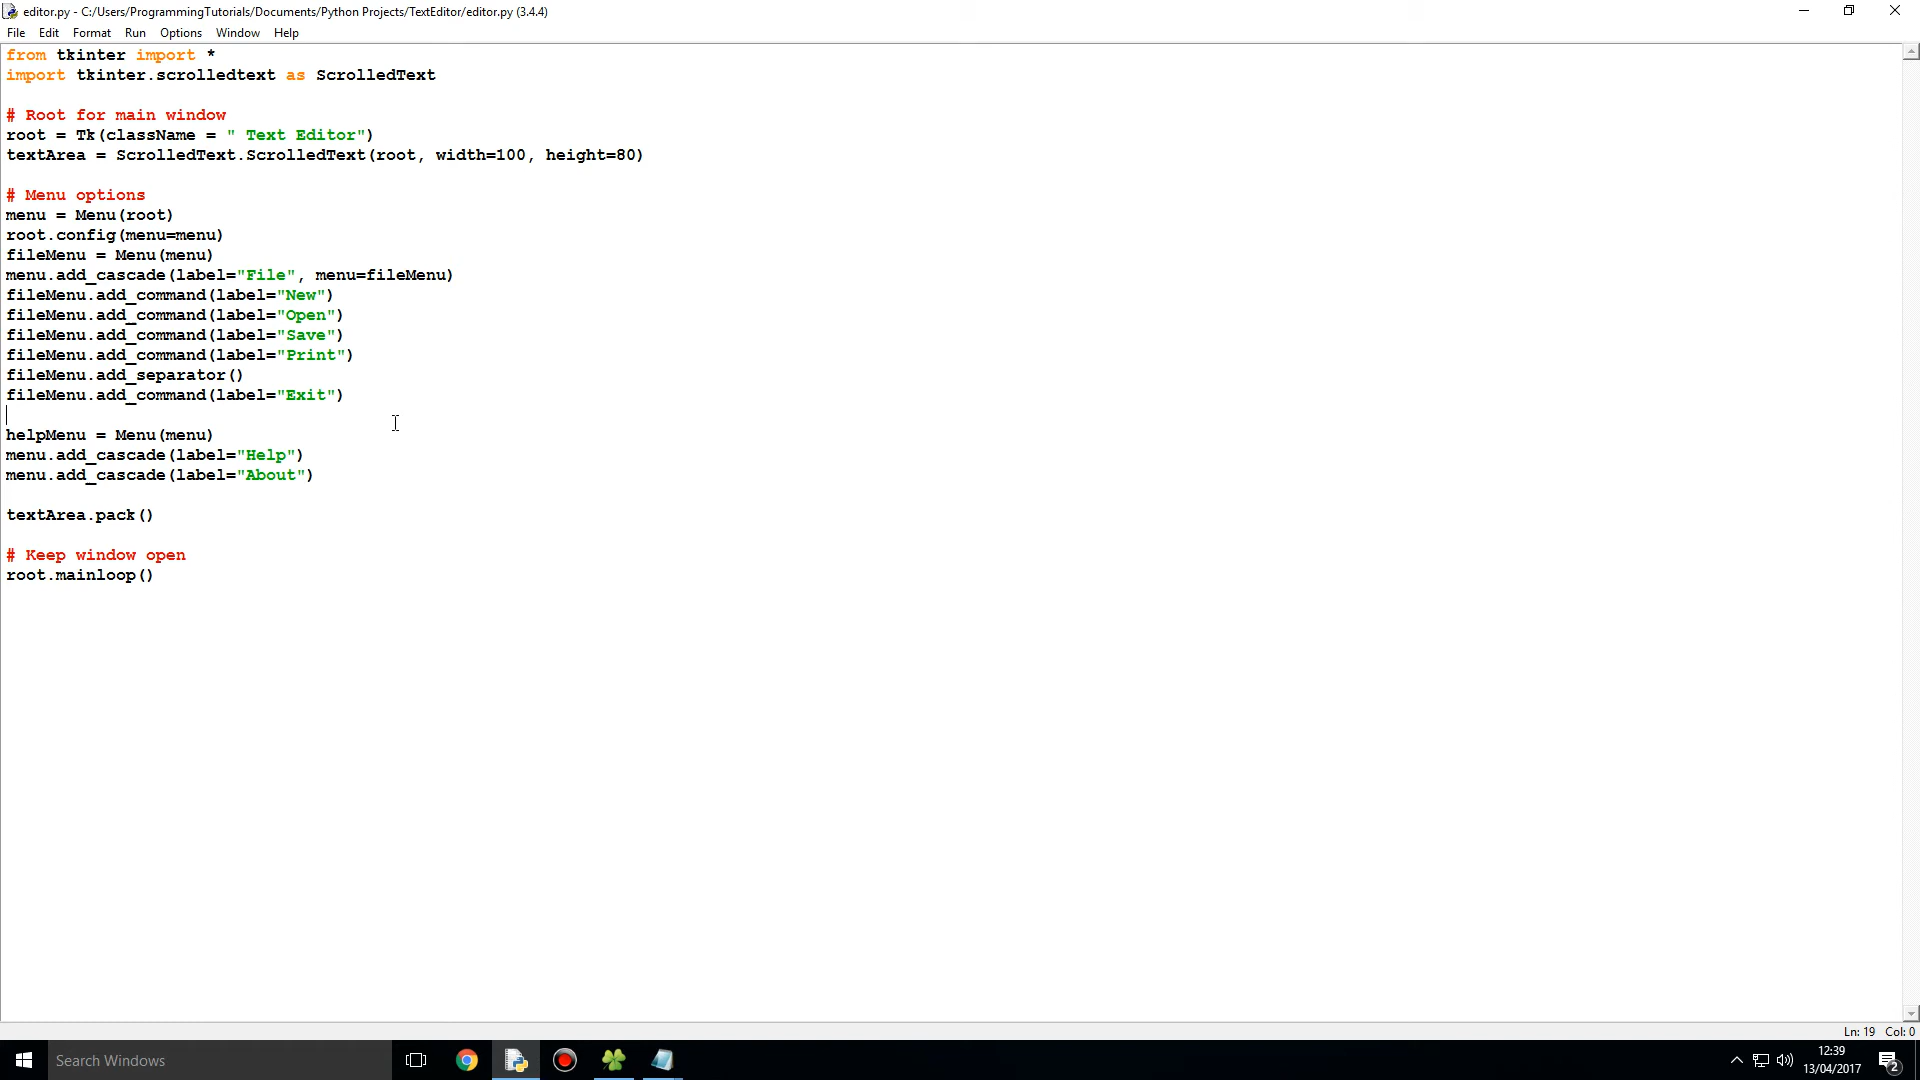 editor.py - C:/Users/ProgrammingTutorials/Documents/Python Projects/TextEditor/editor.py (3.4.4)
File Edit Format Run Options Window Help
from tkinter import *
import tkinter.scrolledtext as ScrolledText
# Root for main window
root = Tk(className = " Text Editor")
textArea = ScrolledText.ScrolledText(root, width=100, height=80)
# Menu options
menu = Menu(root)
root.config(menu=menu)
fileMenu = Menu(menu)
menu.add_cascade(label="File", menu=fileMenu)
fileMenu.add_command(label="New")
fileMenu.add_command(label="Open")
fileMenu.add_command(label="Save")
fileMenu.add_command(label="Print")
fileMenu.add_separator()
fileMenu.add_command(label="Exit")
helpMenu = Menu(menu)
menu.add_cascade(label="Help")
menu.add_cascade(label="About")
textArea.pack()
# Keep window open
root.mainloop()
Ln: 19 Col: 0
Search Windows
12:39
13/04/2017
2